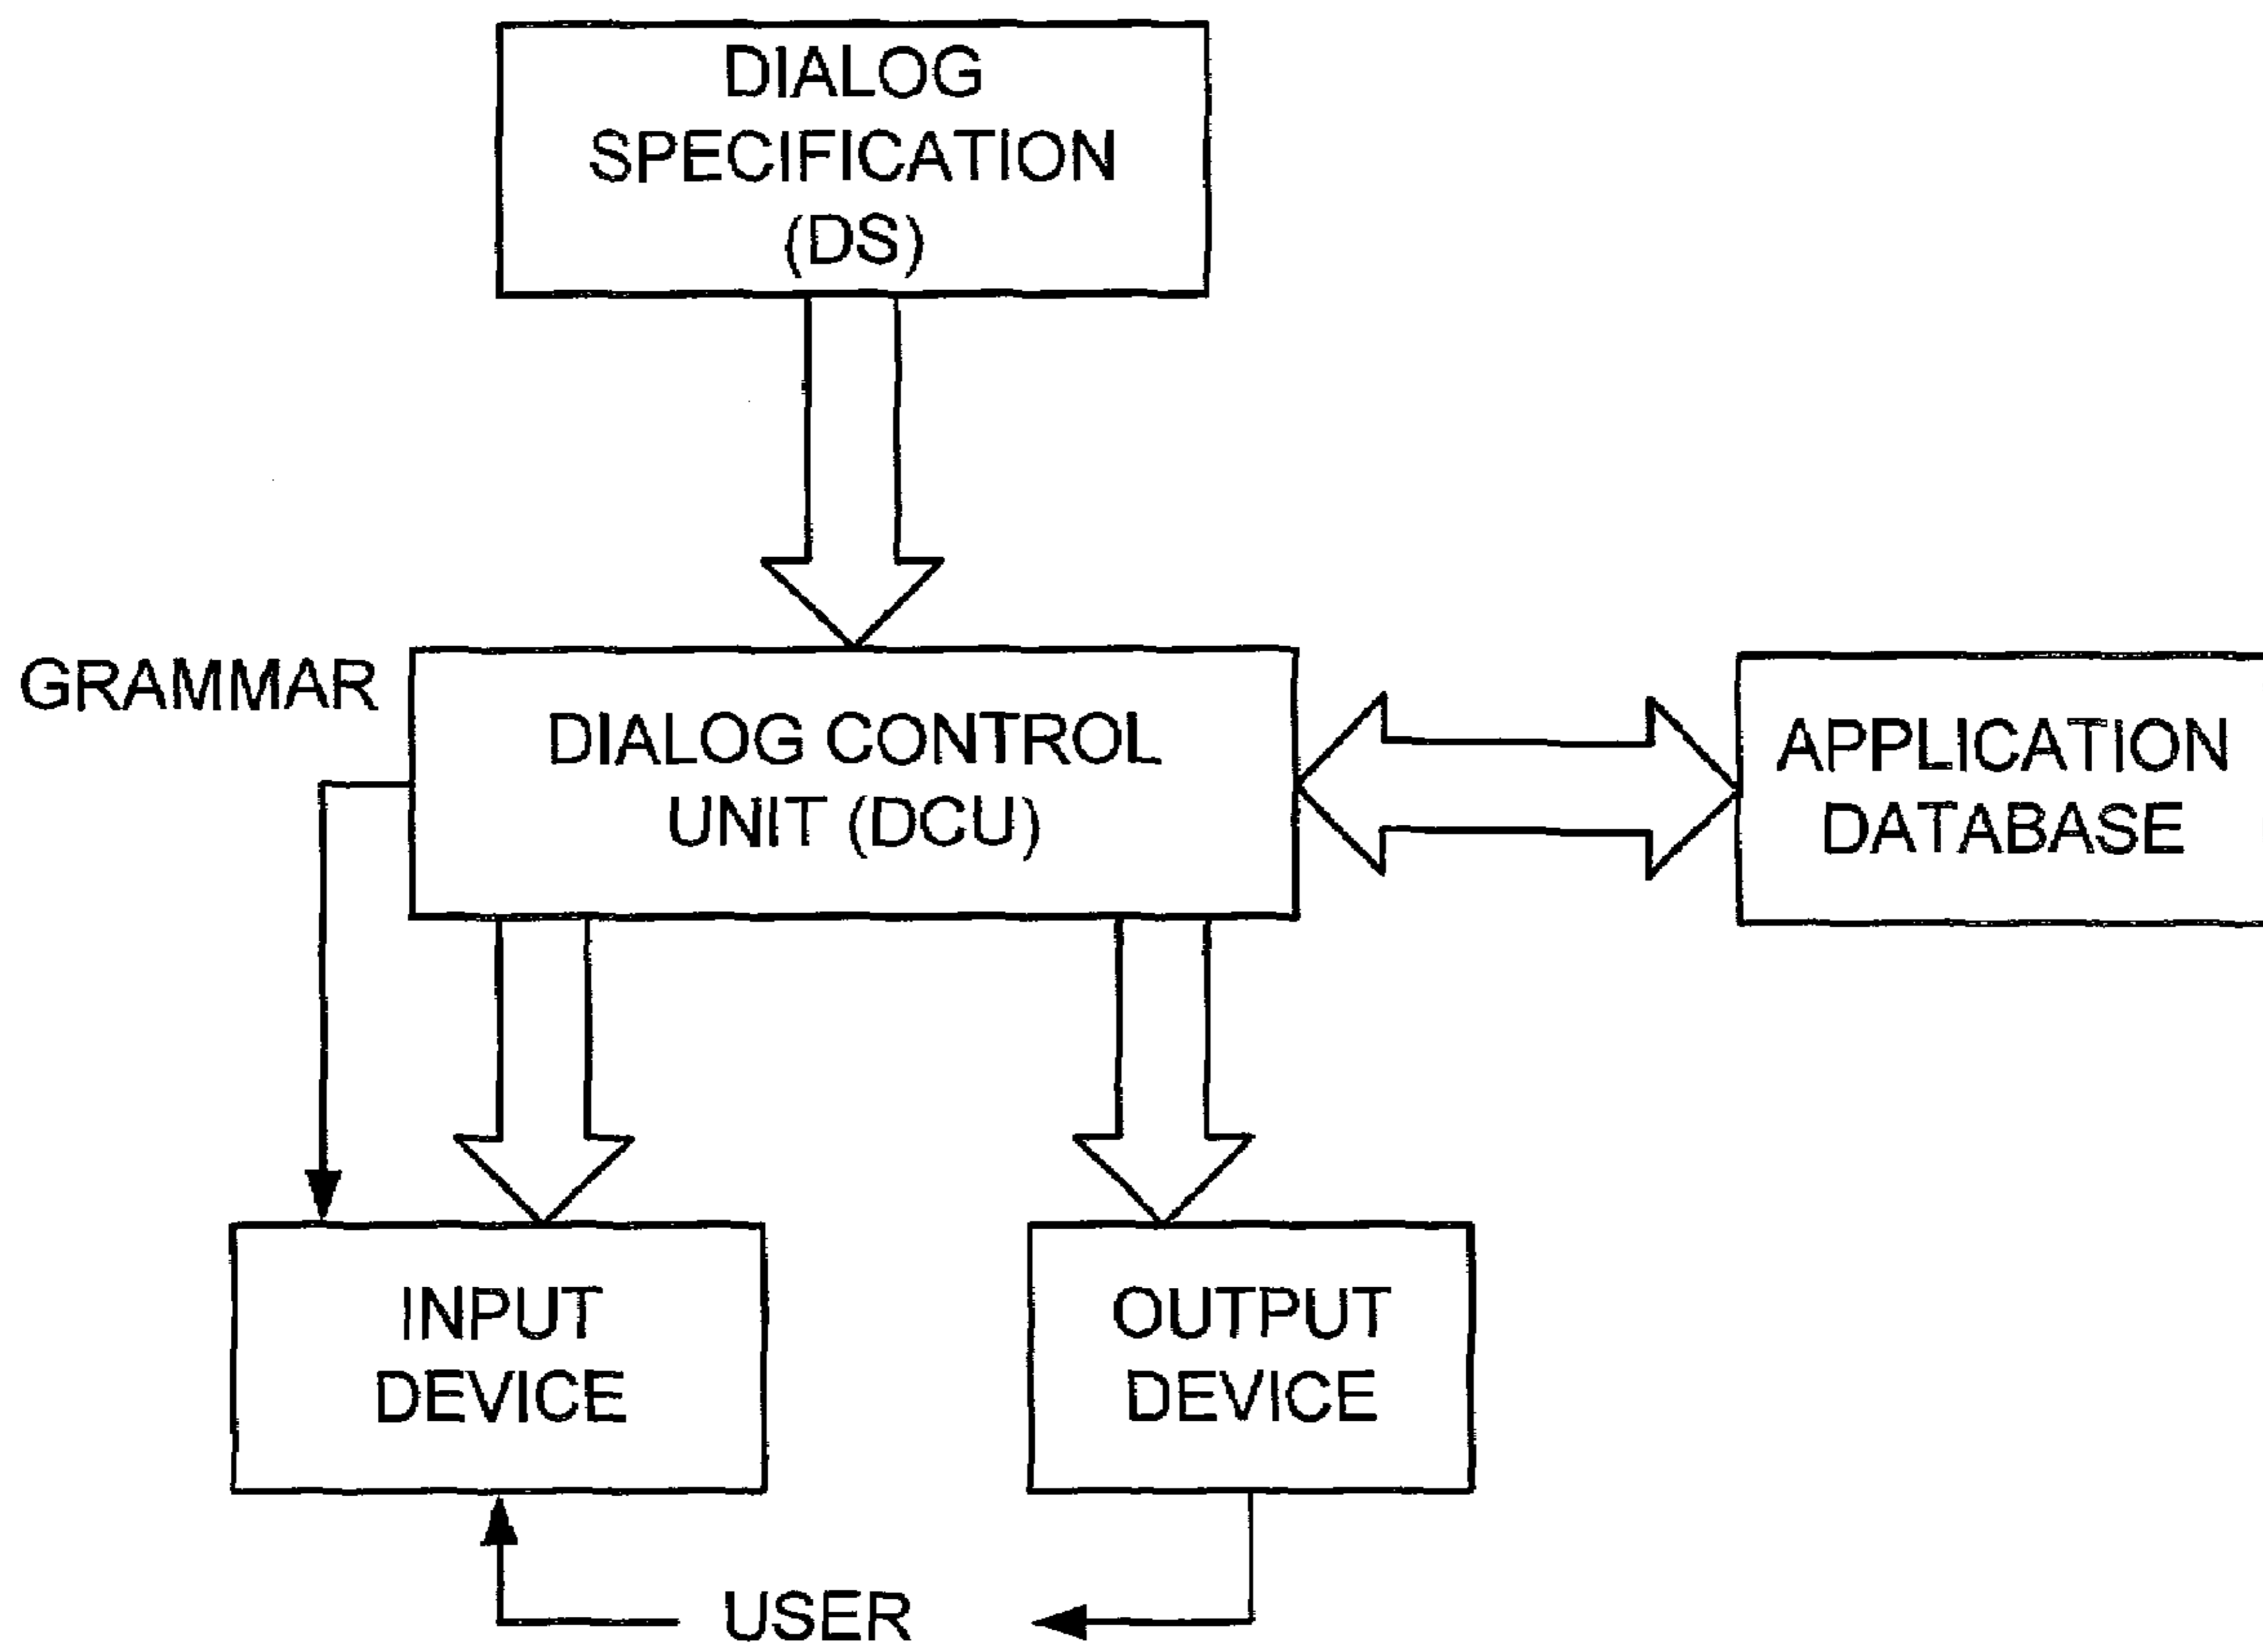 DIALOG
SPECIFICATION
(DS)
GRAMMAR
DIALOG CONTROL
UNIT (DCU)
APPLICATION
DATABASE
INPUT
DEVICE
OUTPUT
DEVICE
USER